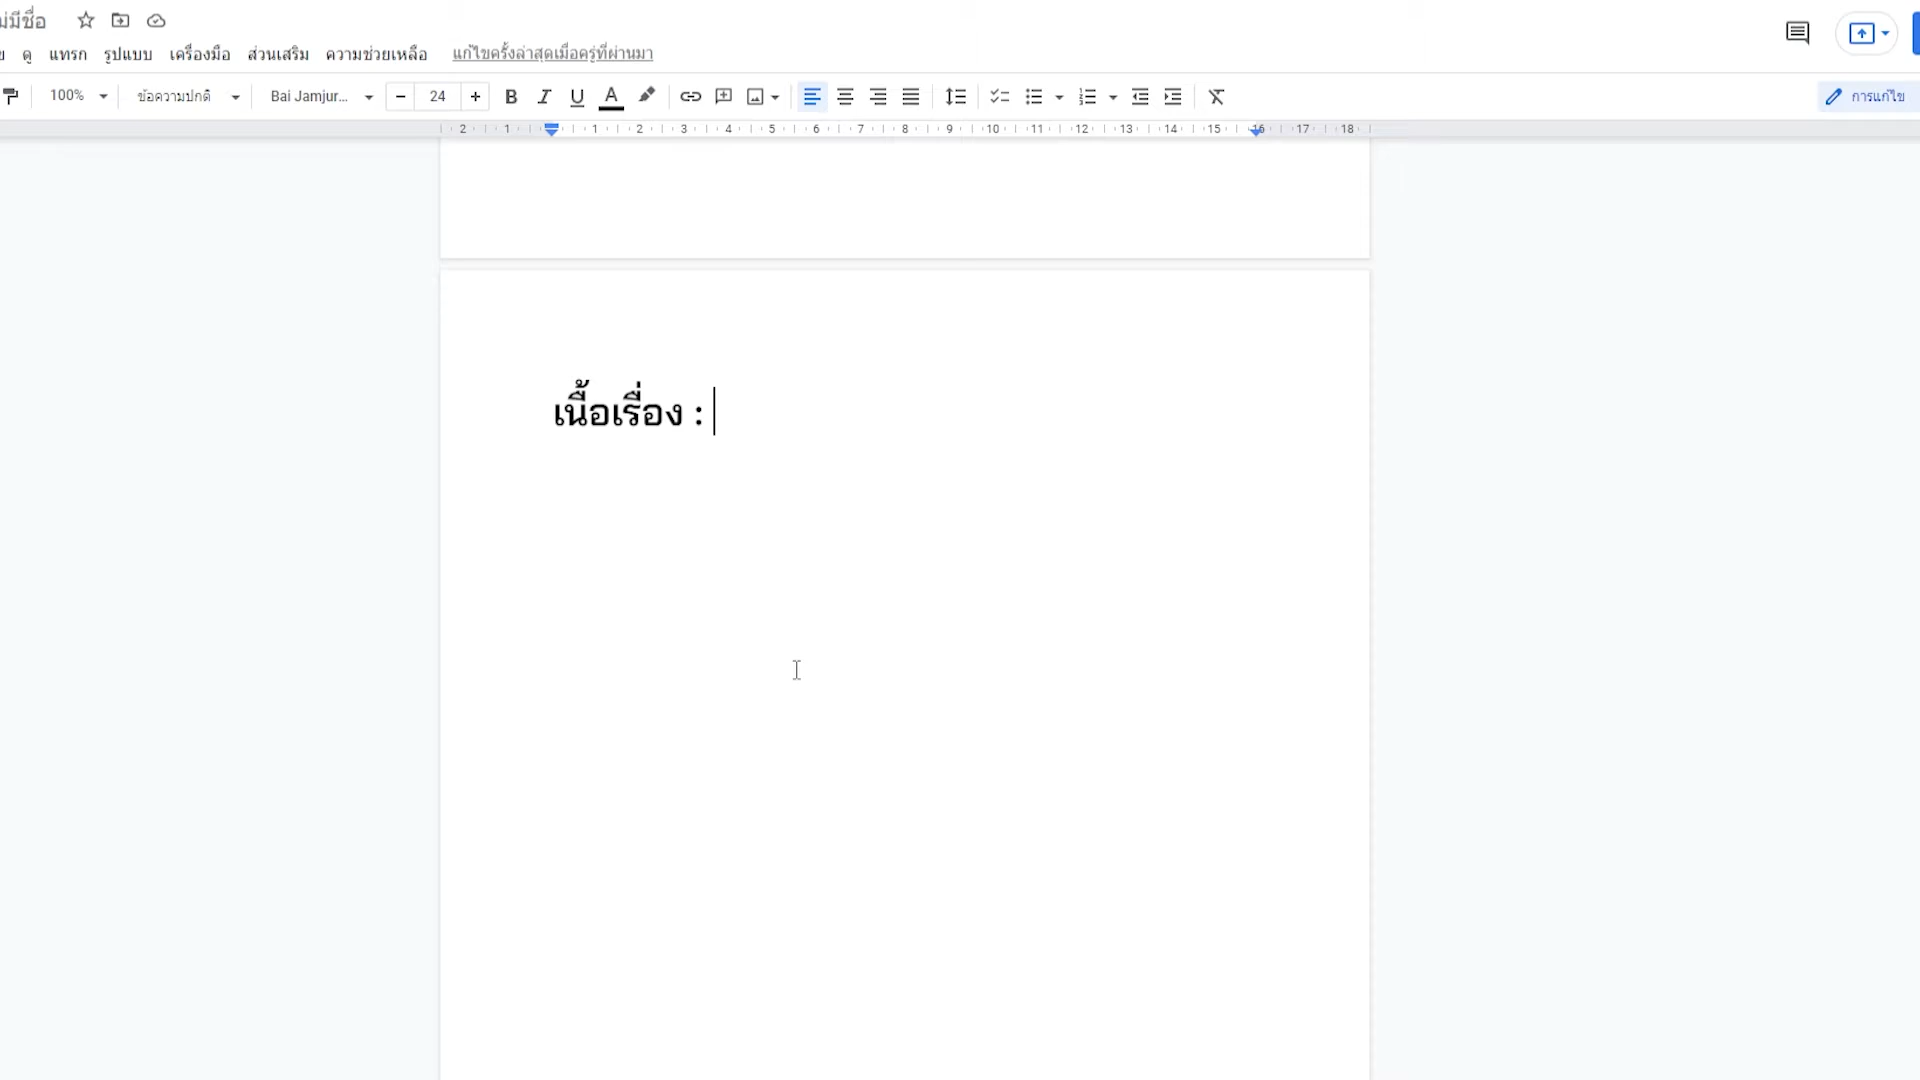 ม่มีชื่อ
ดู แทรก รูปแบบ เครื่องมือ ส่วนเสริม ความช่วยเหลือ แก้ไขครั้งล่าสุดเมื่อครู่ที่ผ่านมา
100% ข้อความปกติ Bai Jamjur... 24 การแก้ไข
2 1 1 2 3 4 5 6 7 8 9 10 11 12 13 14 15 16 17 18
เนื้อเรื่อง :